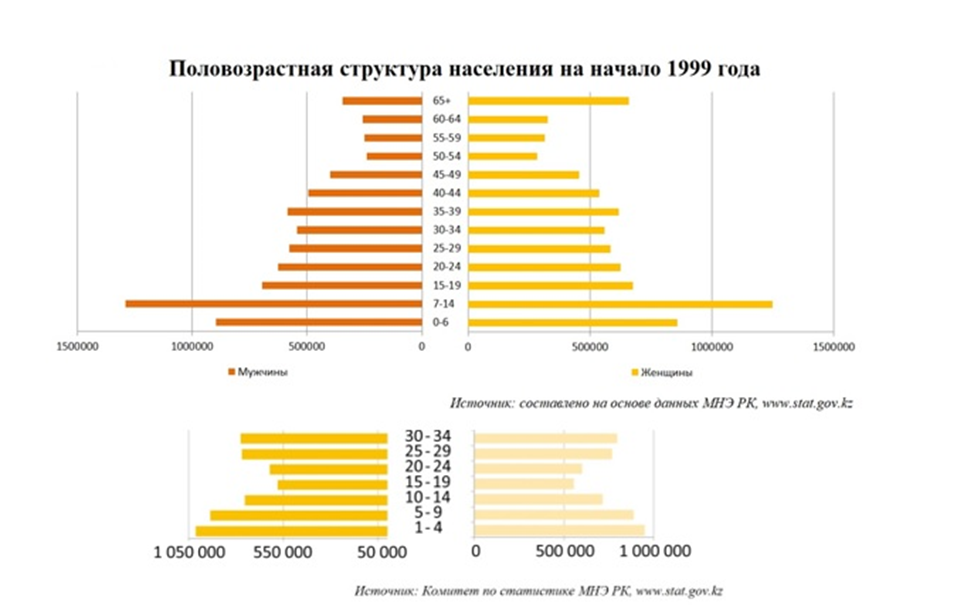 Половозрастная структура населения на начало 1999 года
65+
60-64
55-59
50-54
45-49
40-44
35-39
30-34
25-29
20-24
15-19
7-14
0-6
1500000 1000000 500000 0 0 500000 1000000 1500000
Мужчины Женщины
Источник: составлено на основе данных МНЭ РК, www.stat.gov.kz
30 - 34
25 - 29
20 - 24
15 - 19
10 - 14
5 - 9
1 - 4
1 050 000 550 000 50 000 0 500 000 1 000 000
Источник: Комитет по статистике МНЭ РК, www.stat.gov.kz